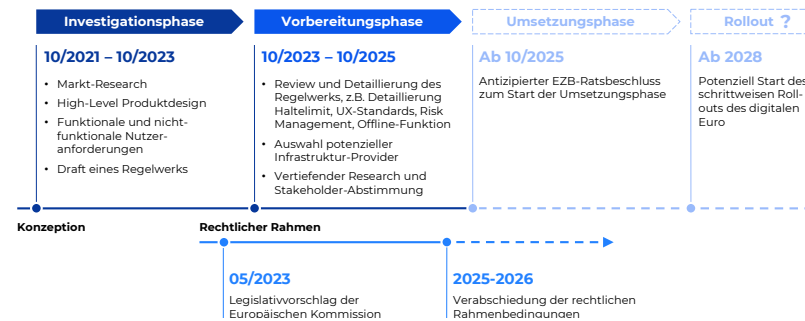 Investigationsphase
Vorbereitungsphase
Umsetzungsphase
Rollout ?
10/2021 – 10/2023
• Markt-Research
• High-Level Produktdesign
• Funktionale und nicht-
funktionale Nutzer-
anforderungen
• Draft eines Regelwerks
10/2023 – 10/2025
• Review und Detaillierung des
Regelwerks, z.B. Detaillierung
Haltelimit, UX-Standards, Risk
Management, Offline-Funktion
• Auswahl potenzieller
Infrastruktur-Provider
• Vertiefender Research und
Stakeholder-Abstimmung
Ab 10/2025
Antizipierter EZB-Ratsbeschluss
zum Start der Umsetzungsphase
Ab 2028
Potenziell Start des
schrittweisen Roll-
outs des digitalen
Euro
Konzeption
Rechtlicher Rahmen
05/2023
Legislativvorschlag der
Europäischen Kommission
2025-2026
Verabschiedung der rechtlichen
Rahmenbedingungen